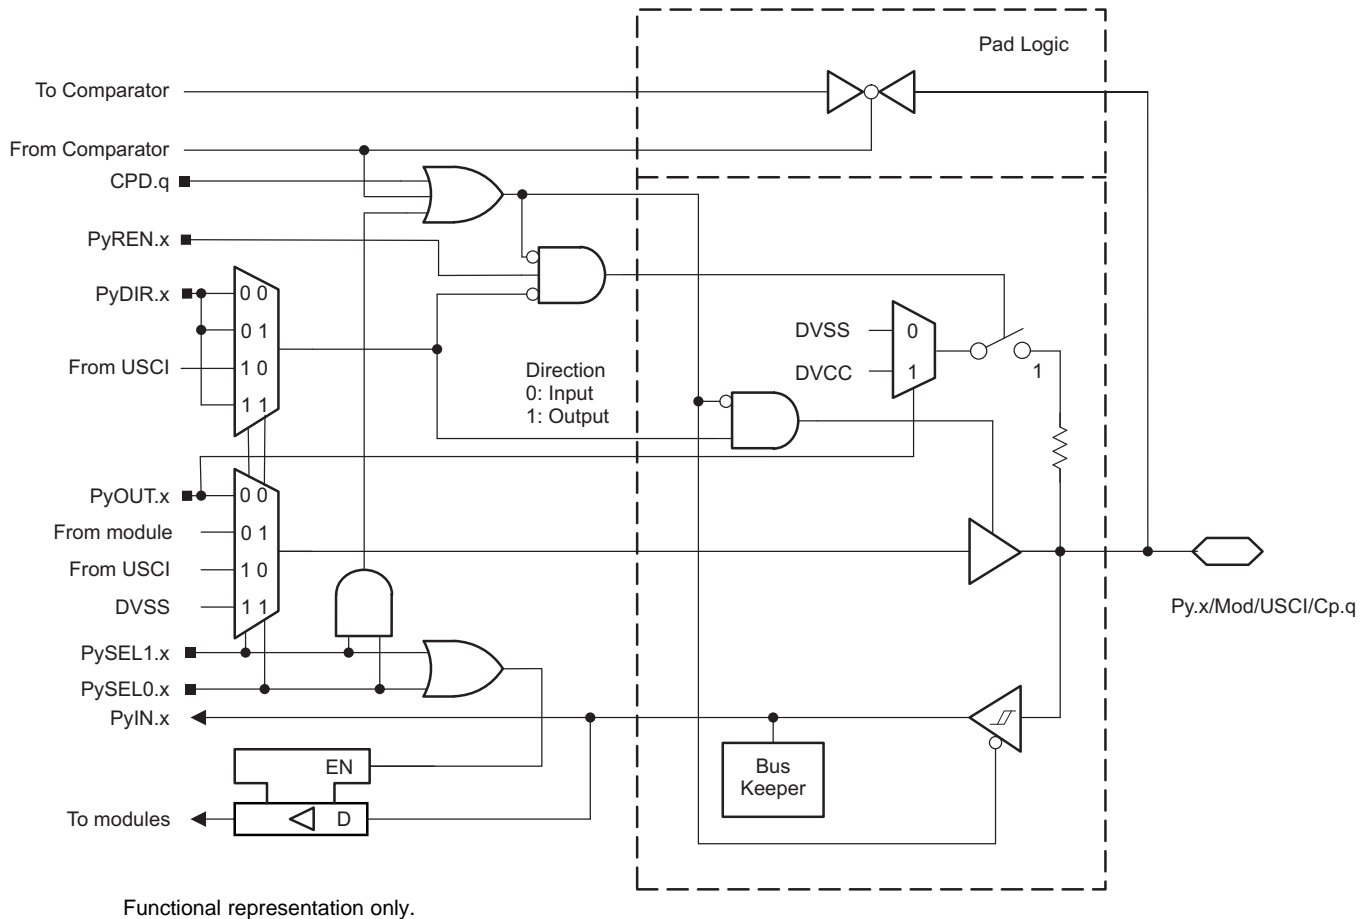 Pad Logic
To Comparator
From Comparator
CPD.q
PyREN.x
PyDIR.x
0 0
0 1
From USCI
1 0
1 1
Direction
0: Input
1: Output
DVSS
0
DVCC
1
1
PyOUT.x
0 0
From module
0 1
From USCI
1 0
DVSS
1 1
Py.x/Mod/USCI/Cp.q
PySEL1.x
PySEL0.x
PyIN.x
EN
Bus
Keeper
To modules
D
Functional representation only.